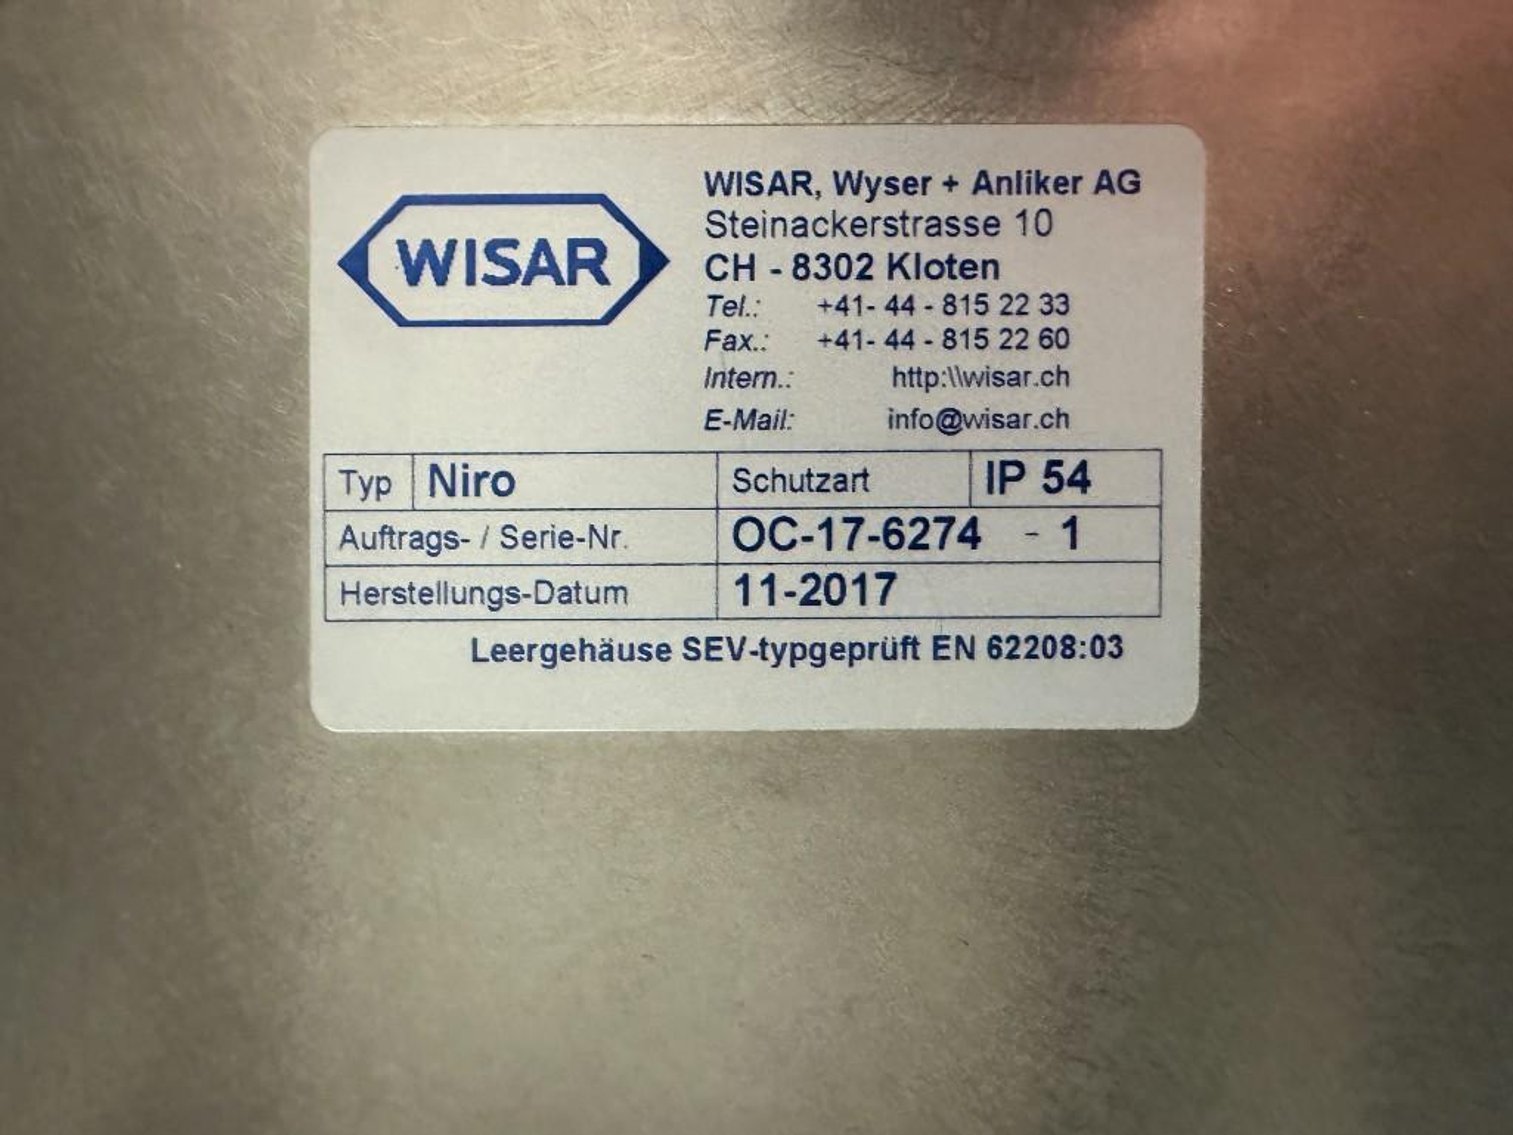 WISAR
WISAR, Wyser + Anliker AG
Steinackerstrasse 10
CH - 8302 Kloten
Tel.: +41- 44 - 815 22 33
Fax.: +41- 44 - 815 22 60
Intern.: http:\\wisar.ch
E-Mail: info@wisar.ch
Typ Niro Schutzart IP 54
Auftrags- / Serie-Nr. OC-17-6274 - 1
Herstellungs-Datum 11-2017
Leergehäuse SEV-typgeprüft EN 62208:03